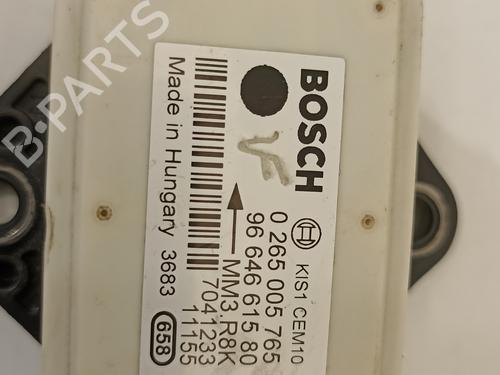 BOSCH
KIS1 CEM10
0 265 005 765
96 646 615 80
MM3.R8K
7041233
11155
Made in Hungary 3683
658
VF
B-PARTS